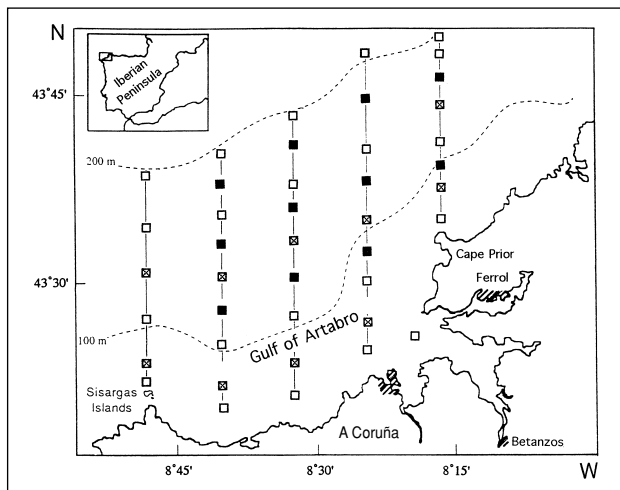 N
Iberian
Peninsula
43°45'
200 m
Cape Prior
Ferrol
43°30'
100 m
Gulf of Artabro
Sisargas
Islands
A Coruña
Betanzos
W
8°45'
8°30'
8°15'